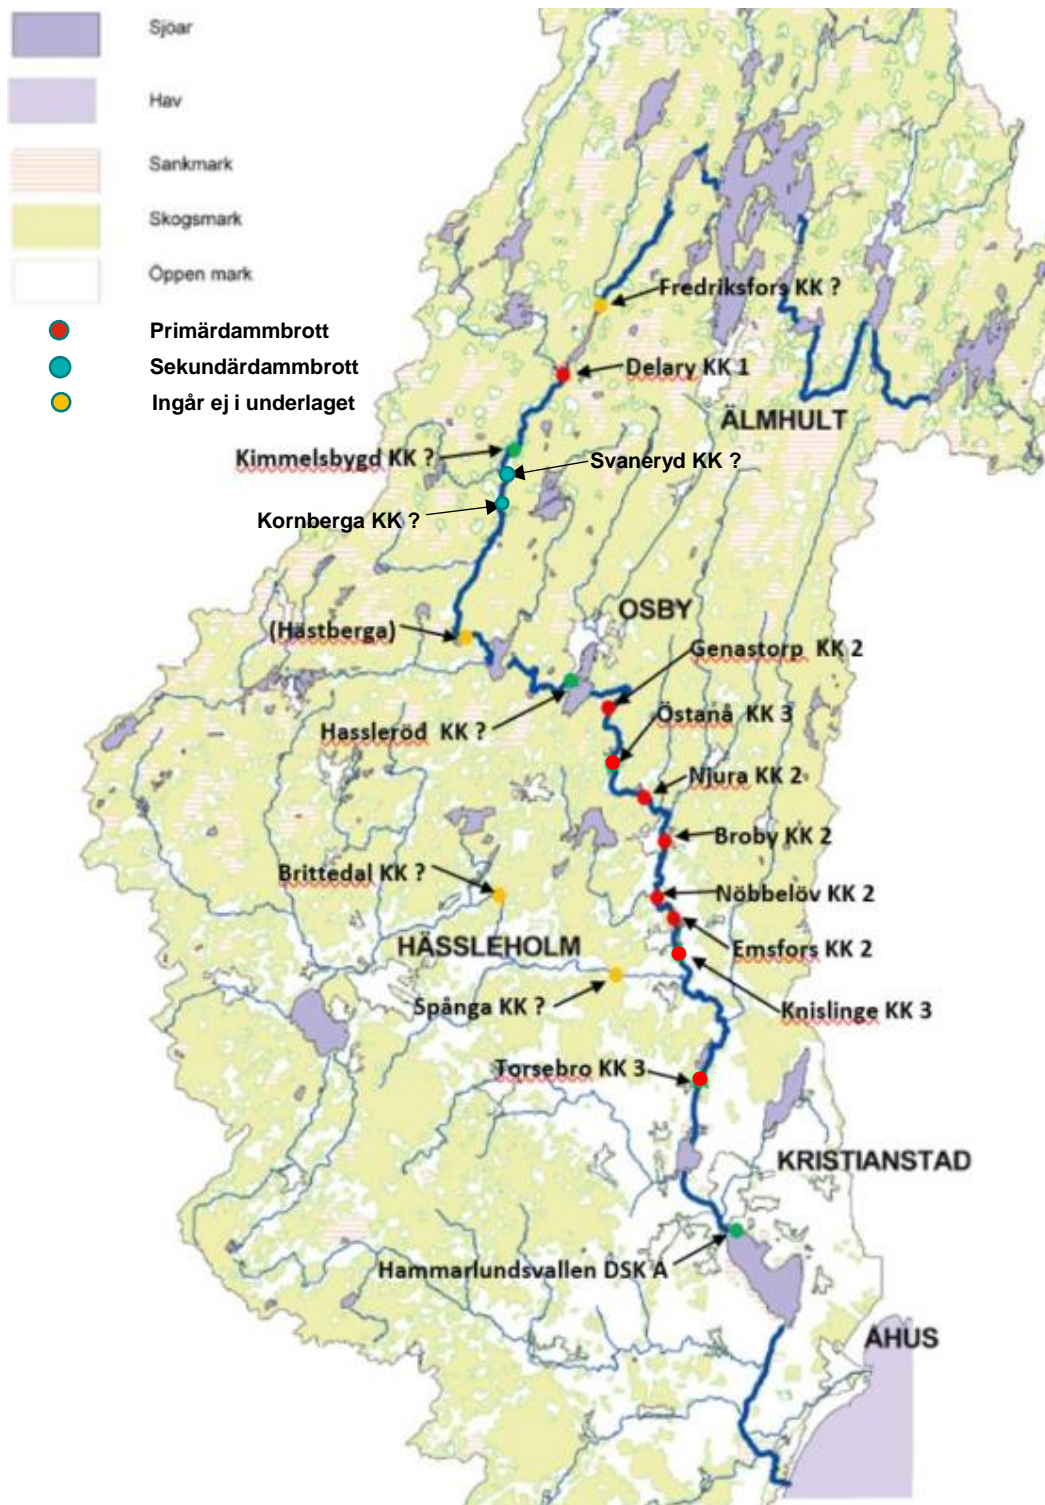 Sjöar
Hav
Sankmark
Skogsmark
Öppen mark
Primärdammbrott
Sekundärdammbrott
Ingår ej i underlaget
Fredriksfors KK ?
Delary KK 1
ÄLMHULT
Kimmelsbygd KK ?
Svaneryd KK ?
Kornberga KK ?
OSBY
(Hästberga)
Genastorp KK 2
Östanå KK 3
Hassleröd KK ?
Njura KK 2
Broby KK 2
Brittedal KK ?
Nöbbelöv KK 2
HÄSSLEHOLM
Emsfors KK 2
Spånga KK ?
Knislinge KK 3
Torsebro KK 3
KRISTIANSTAD
Hammarlundsvallen DSK A
ÅHUS